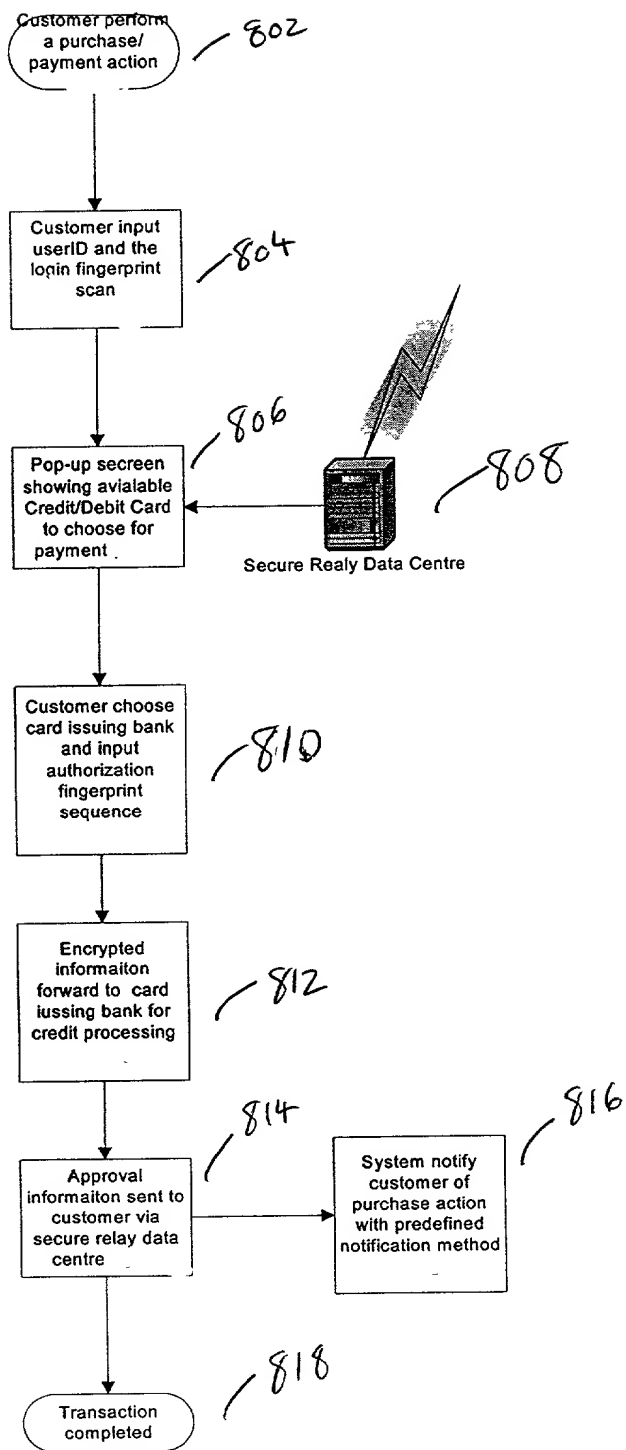 Customer perform
a purchase/
payment action
802
Customer input
userID and the
login fingerprint
scan
804
806
Pop-up secreen
showing avialable
Credit/Debit Card
to choose for
payment
808
Secure Realy Data Centre
Customer choose
card issuing bank
and input
authorization
fingerprint
sequence
810
Encrypted
informaiton
forward to card
iussing bank for
credit processing
812
814
Approval
informaiton sent to
customer via
secure relay data
centre
816
System notify
customer of
purchase action
with predefined
notification method
818
Transaction
completed